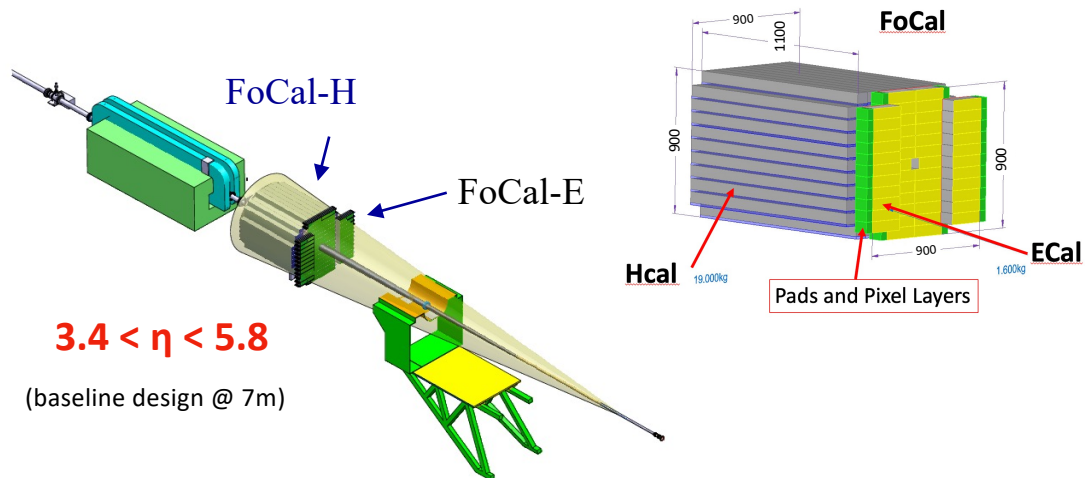 FoCal-H
FoCal-E
3.4 < η < 5.8
(baseline design @ 7m)
FoCal
900
1100
900
900
900
Hcal
19.000kg
ECal
1.600kg
Pads and Pixel Layers